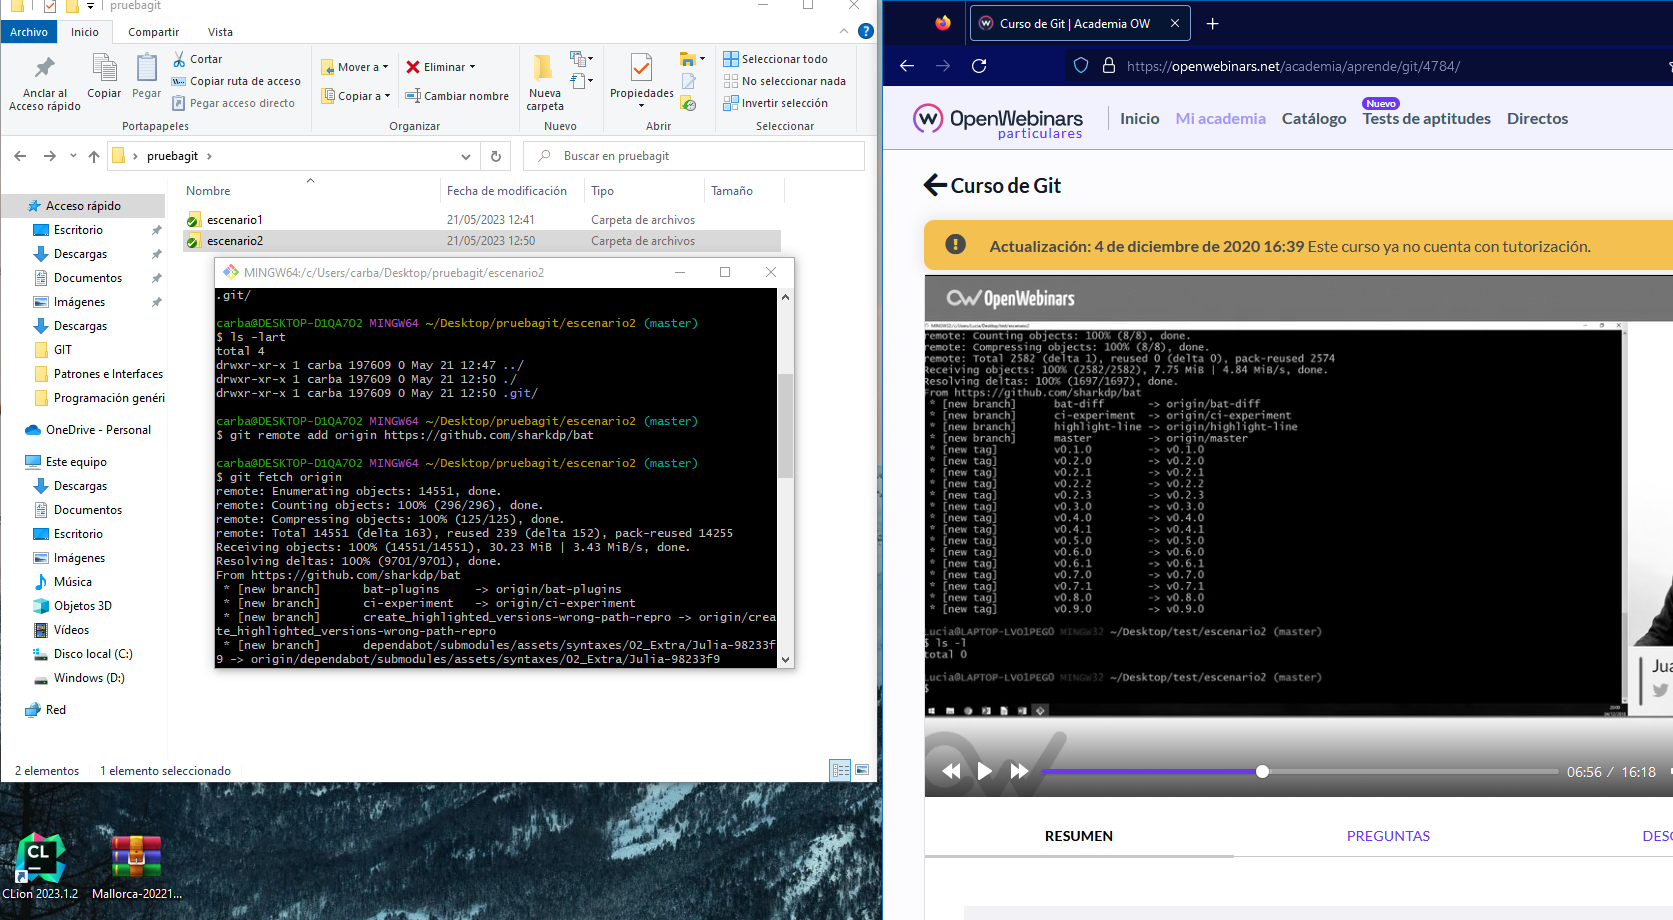 pruebagit
Archivo
Inicio
Compartir
Vista
Anclar al
Acceso rápido
Copiar
Pegar
Cortar
Copiar ruta de acceso
Pegar acceso directo
Portapapeles
Mover a
Copiar a
Eliminar
Cambiar nombre
Organizar
Nueva
carpeta
Nuevo
Propiedades
Abrir
Seleccionar todo
No seleccionar nada
Invertir selección
Seleccionar
pruebagit
Buscar en pruebagit
Nombre
Fecha de modificación
Tipo
Tamaño
escenario1
21/05/2023 12:41
Carpeta de archivos
escenario2
21/05/2023 12:50
Carpeta de archivos
Acceso rápido
Escritorio
Descargas
Documentos
Imágenes
Descargas
GIT
Patrones e Interfaces
Programación genéri
OneDrive - Personal
Este equipo
Descargas
Documentos
Escritorio
Imágenes
Música
Objetos 3D
Vídeos
Disco local (C:)
Windows (D:)
Red
2 elementos
1 elemento seleccionado
MINGW64:/c/Users/carba/Desktop/pruebagit/escenario2
.git/
carba@DESKTOP-D1QA7O2 MINGW64 ~/Desktop/pruebagit/escenario2 (master)
$ ls -lart
total 4
drwxr-xr-x 1 carba 197609 0 May 21 12:47 ../
drwxr-xr-x 1 carba 197609 0 May 21 12:50 ./
drwxr-xr-x 1 carba 197609 0 May 21 12:50 .git/
carba@DESKTOP-D1QA7O2 MINGW64 ~/Desktop/pruebagit/escenario2 (master)
$ git remote add origin https://github.com/sharkdp/bat
carba@DESKTOP-D1QA7O2 MINGW64 ~/Desktop/pruebagit/escenario2 (master)
$ git fetch origin
remote: Enumerating objects: 14551, done.
remote: Counting objects: 100% (296/296), done.
remote: Compressing objects: 100% (125/125), done.
remote: Total 14551 (delta 163), reused 239 (delta 152), pack-reused 14255
Receiving objects: 100% (14551/14551), 30.23 MiB | 3.43 MiB/s, done.
Resolving deltas: 100% (9701/9701), done.
From https://github.com/sharkdp/bat
* [new branch] bat-plugins -> origin/bat-plugins
* [new branch] ci-experiment -> origin/ci-experiment
* [new branch] create_highlighted_versions-wrong-path-repro -> origin/crea
te_highlighted_versions-wrong-path-repro
* [new branch] dependabot/submodules/assets/syntaxes/02_Extra/Julia-98233f
9 -> origin/dependabot/submodules/assets/syntaxes/02_Extra/Julia-98233f9
CL
CLion 2023.1.2
Mallorca-20221...
Curso de Git | Academia OW
https://openwebinars.net/academia/aprende/git/4784/
OpenWebinars
particulares
Inicio
Mi academia
Catálogo
Nuevo
Tests de aptitudes
Directos
Curso de Git
Actualización: 4 de diciembre de 2020 16:39 Este curso ya no cuenta con tutorización.
OpenWebinars
remote: Counting objects: 100% (8/8), done.
remote: Compressing objects: 100% (8/8), done.
remote: Total 2582 (delta 1), reused 0 (delta 0), pack-reused 2574
Receiving objects: 100% (2582/2582), 7.75 MiB | 4.84 MiB/s, done.
Resolving deltas: 100% (1697/1697), done.
From https://github.com/sharkdp/bat
* [new branch] bat-diff -> origin/bat-diff
* [new branch] ci-experiment -> origin/ci-experiment
* [new branch] highlight-line -> origin/highlight-line
* [new branch] master -> origin/master
* [new tag] v0.1.0 -> v0.1.0
* [new tag] v0.2.0 -> v0.2.0
* [new tag] v0.2.1 -> v0.2.1
* [new tag] v0.2.2 -> v0.2.2
* [new tag] v0.2.3 -> v0.2.3
* [new tag] v0.3.0 -> v0.3.0
* [new tag] v0.4.0 -> v0.4.0
* [new tag] v0.4.1 -> v0.4.1
* [new tag] v0.5.0 -> v0.5.0
* [new tag] v0.6.0 -> v0.6.0
* [new tag] v0.6.1 -> v0.6.1
* [new tag] v0.7.0 -> v0.7.0
* [new tag] v0.7.1 -> v0.7.1
* [new tag] v0.8.0 -> v0.8.0
* [new tag] v0.9.0 -> v0.9.0
Lucia@LAPTOP-LVO1PEG0 MINGW32 ~/Desktop/test/escenario2 (master)
$ ls -l
total 0
Lucia@LAPTOP-LVO1PEG0 MINGW32 ~/Desktop/test/escenario2 (master)
$
Jua
06:56 / 16:18
RESUMEN
PREGUNTAS
DESC